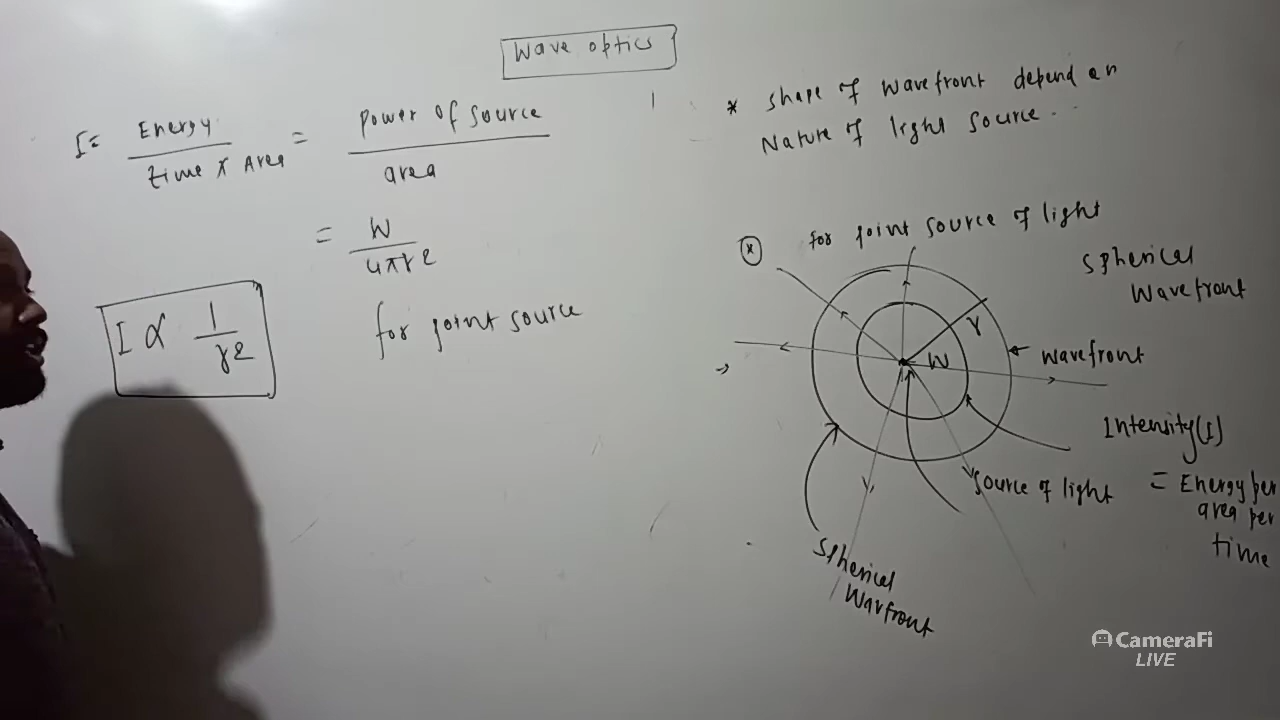 Wave optics
I = Energy / time × Area = Power of source / area
= W / 4πr2
I ∝ 1 / r2
for point source
* shape of wavefront depend on
Nature of light source.
* for point source of light
Spherical
Wavefront
r
W
wavefront
Intensity(I)
= Energy per
area per
time
source of light
Spherical
Wavfront
CameraFi
LIVE